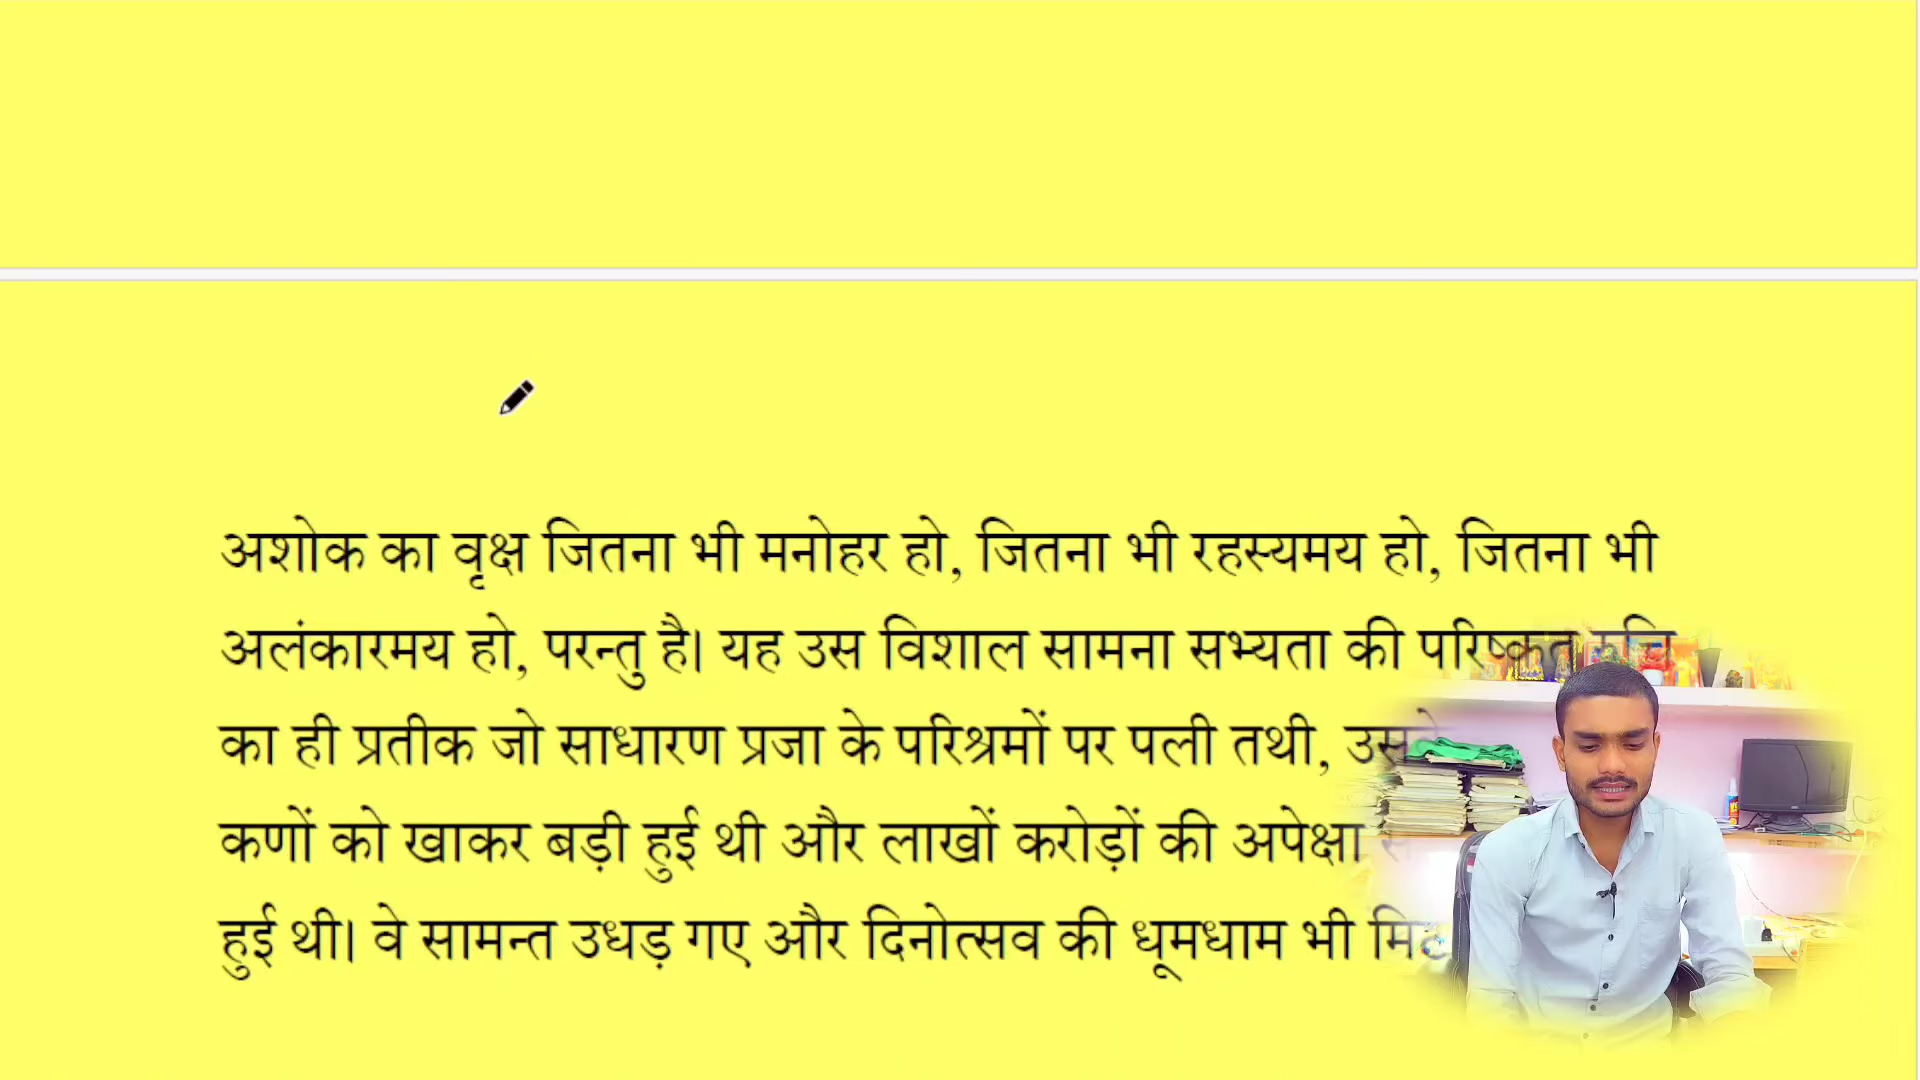 अशोक का वृक्ष जितना भी मनोहर हो, जितना भी रहस्यमय हो, जितना भी
अलंकारमय हो, परन्तु है। यह उस विशाल सामना सभ्यता की परिष्कृत
का ही प्रतीक जो साधारण प्रजा के परिश्रमों पर पली तथी,
कणों को खाकर बड़ी हुई थी और लाखों करोड़ों की अपेक्षा
हुई थी। वे सामन्त उधड़ गए और दिनोत्सव की धूमधाम भी